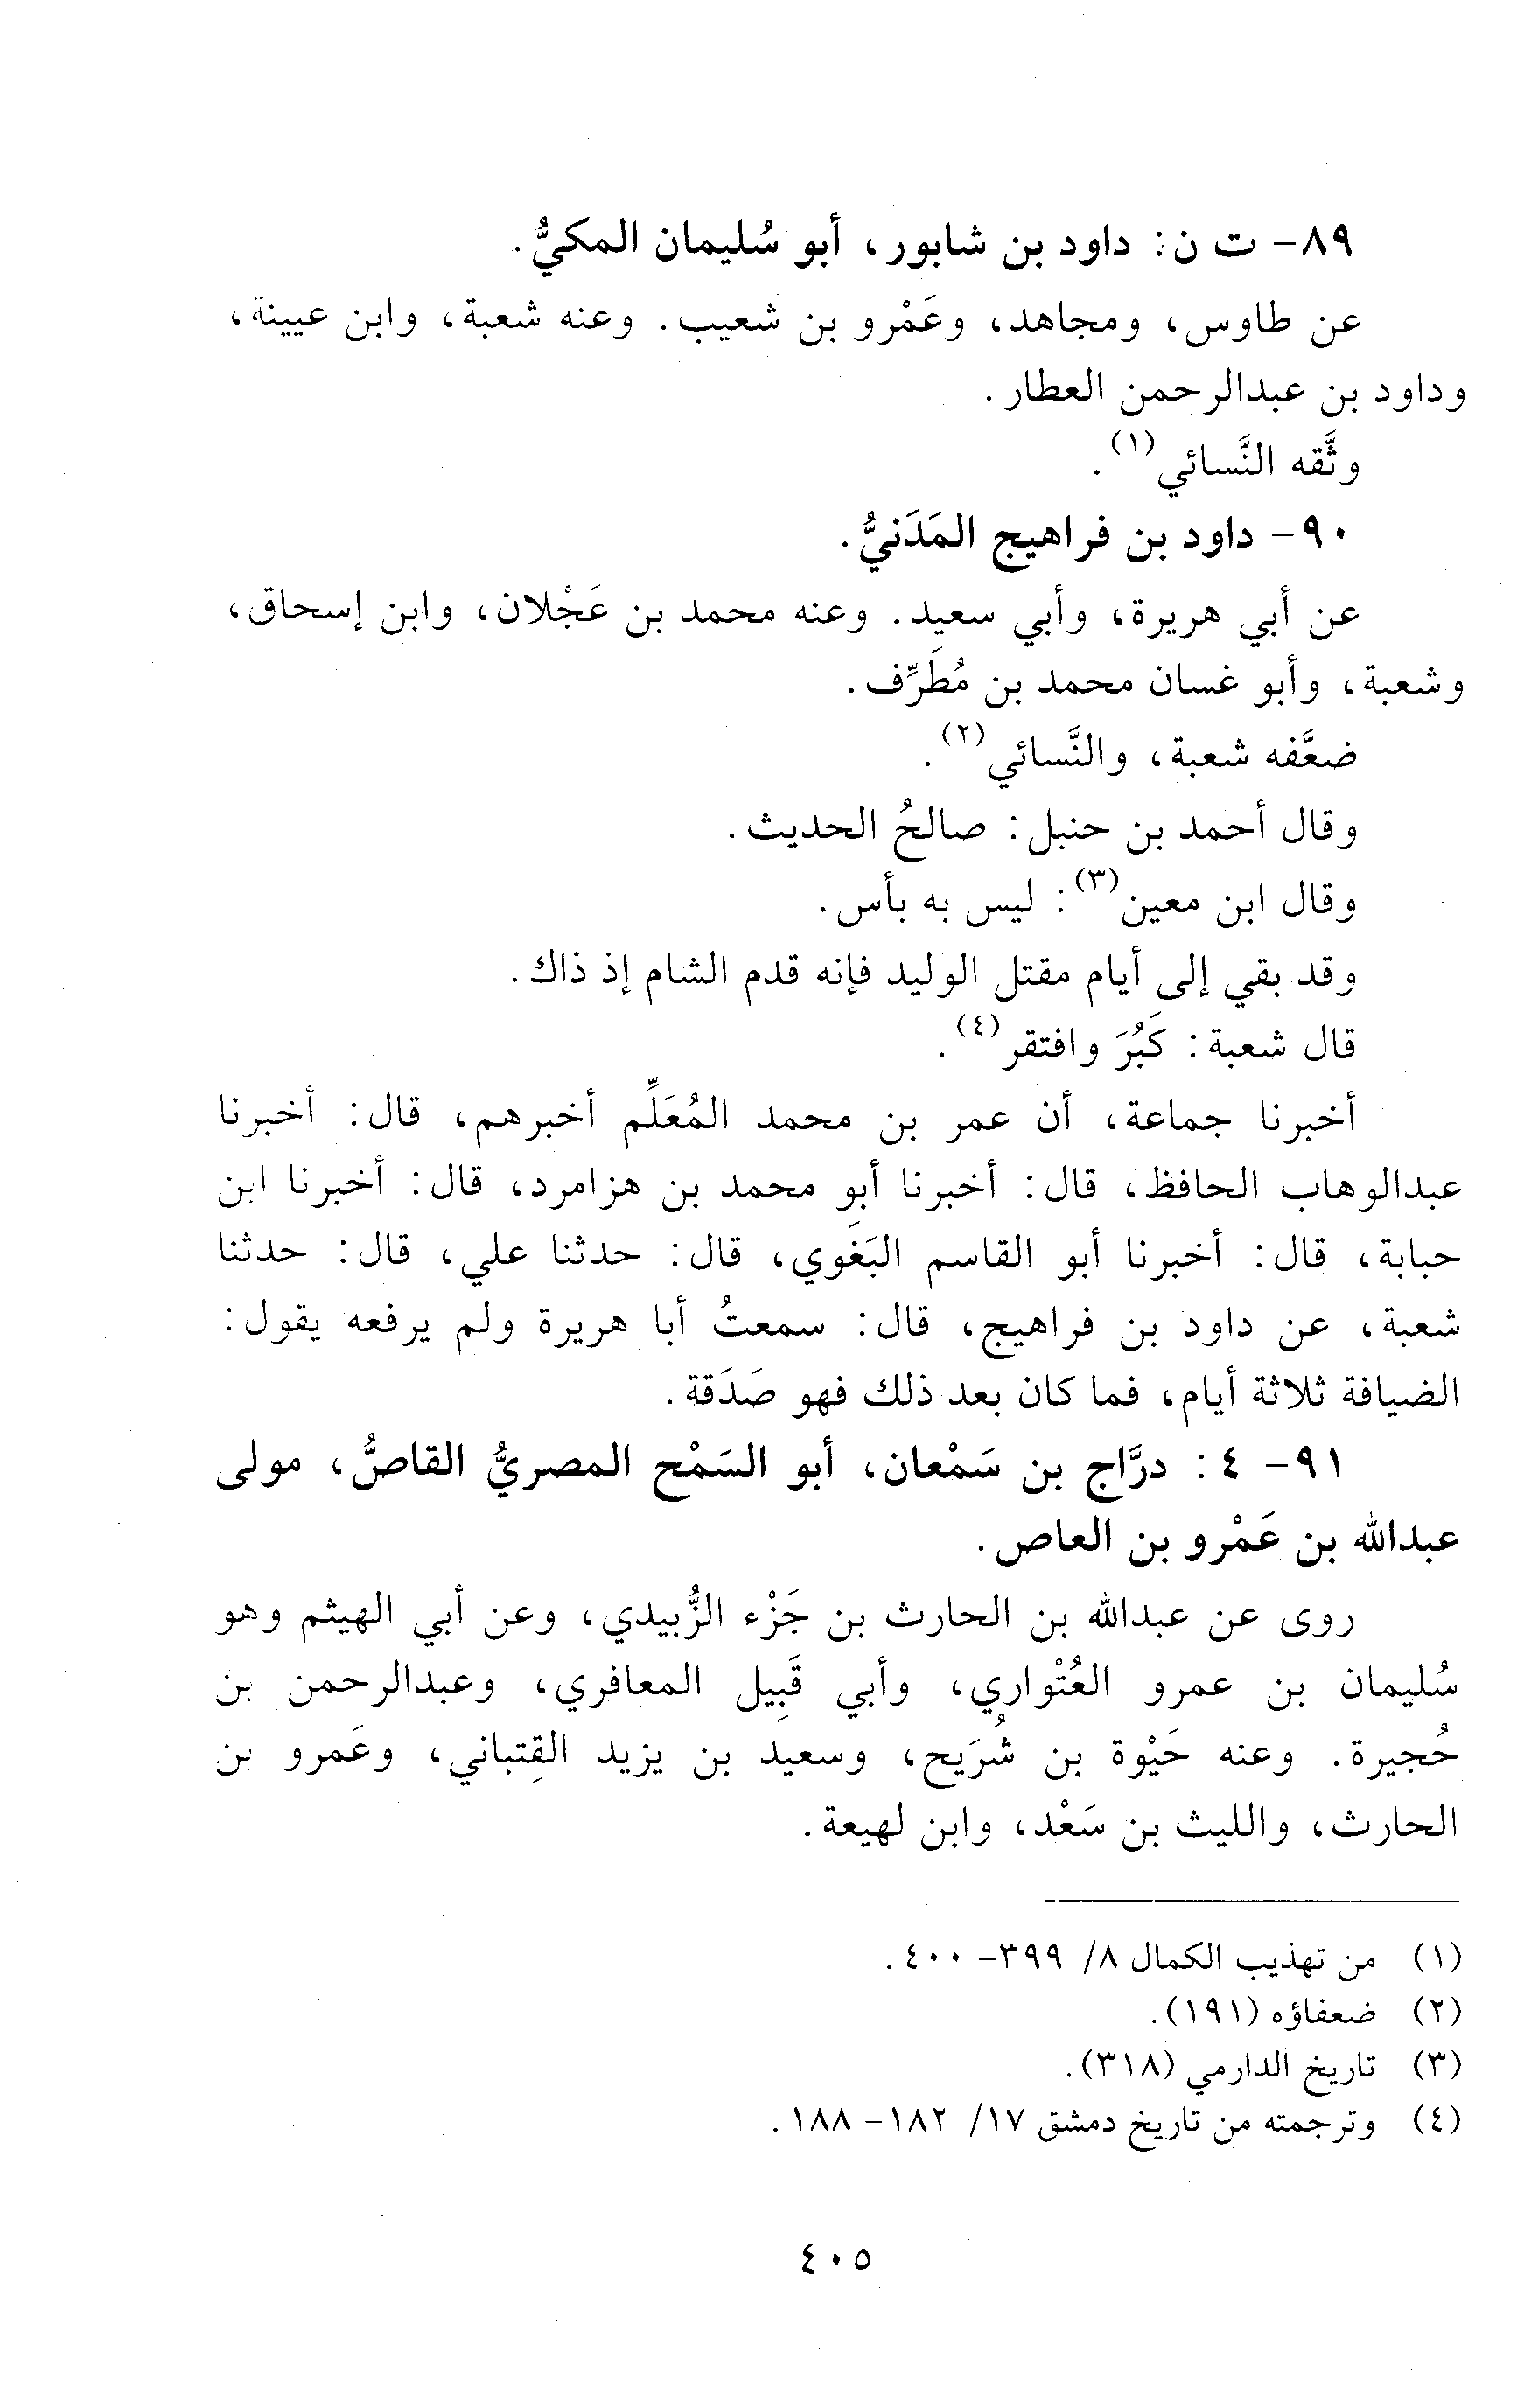 ٨٩- ت ن: داود بن شابور، أبو سُليمان المكيُّ.
عن طاوس، ومجاهد، وعَمْرو بن شعيب. وعنه شعبة، وابن عيينة،
وداود بن عبدالرحمن العطار.
وثَّقه النَّسائي(١).
٩٠- داود بن فراهيج المَدَنيُّ.
عن أبي هريرة، وأبي سعيد. وعنه محمد بن عَجْلان، وابن إسحاق،
وشعبة، وأبو غسان محمد بن مُطَرِّف.
ضعَّفه شعبة، والنَّسائي(٢).
وقال أحمد بن حنبل: صالحُ الحديث.
وقال ابن معين(٣): ليس به بأس.
وقد بقي إلى أيام مقتل الوليد فإنه قدم الشام إذ ذاك.
قال شعبة: كَبُرَ وافتقر(٤).
أخبرنا جماعة، أن عمر بن محمد المُعَلِّم أخبرهم، قال: أخبرنا
عبدالوهاب الحافظ، قال: أخبرنا أبو محمد بن هزامرد، قال: أخبرنا ابن
حبابة، قال: أخبرنا أبو القاسم البَغَوي، قال: حدثنا علي، قال: حدثنا
شعبة، عن داود بن فراهيج، قال: سمعتُ أبا هريرة ولم يرفعه يقول:
الضيافة ثلاثة أيام، فما كان بعد ذلك فهو صَدَقة.
٩١- ٤: درَّاج بن سَمْعان، أبو السَمْح المصريُّ القاصُّ، مولى
عبدالله بن عَمْرو بن العاص.
روى عن عبدالله بن الحارث بن جَزْء الزُّبيدي، وعن أبي الهيثم وهو
سُليمان بن عمرو العُتْواري، وأبي قَبِيل المعافري، وعبدالرحمن بن
حُجيرة. وعنه حَيْوة بن شُرَيح، وسعيد بن يزيد القِتباني، وعَمرو بن
الحارث، والليث بن سَعْد، وابن لهيعة.
(١) من تهذيب الكمال ٨/ ٣٩٩- ٤٠٠.
(٢) ضعفاؤه (١٩١).
(٣) تاريخ الدارمي (٣١٨).
(٤) وترجمته من تاريخ دمشق ١٧/ ١٨٢- ١٨٨.
٤٠٥